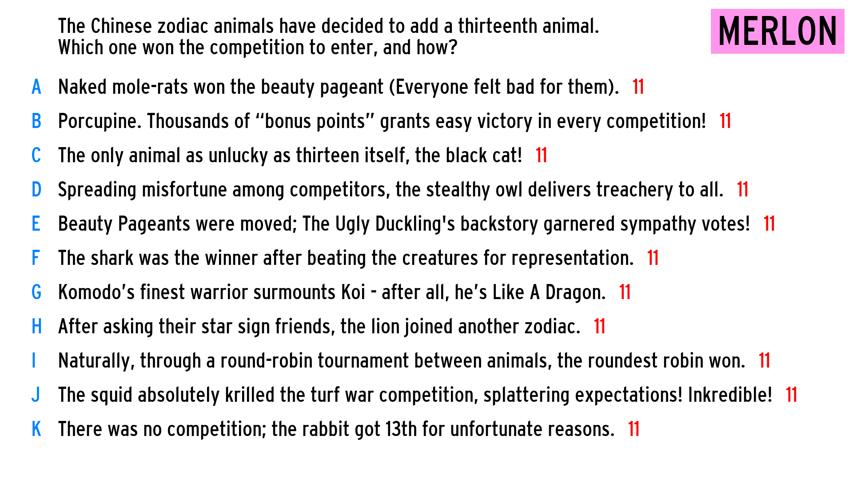 The Chinese zodiac animals have decided to add a thirteenth animal.
Which one won the competition to enter, and how?
MERLON
A Naked mole-rats won the beauty pageant (Everyone felt bad for them). 11
B Porcupine. Thousands of “bonus points” grants easy victory in every competition! 11
C The only animal as unlucky as thirteen itself, the black cat! 11
D Spreading misfortune among competitors, the stealthy owl delivers treachery to all. 11
E Beauty Pageants were moved; The Ugly Duckling's backstory garnered sympathy votes! 11
F The shark was the winner after beating the creatures for representation. 11
G Komodo’s finest warrior surmounts Koi - after all, he’s Like A Dragon. 11
H After asking their star sign friends, the lion joined another zodiac. 11
I Naturally, through a round-robin tournament between animals, the roundest robin won. 11
J The squid absolutely krilled the turf war competition, splattering expectations! Inkredible! 11
K There was no competition; the rabbit got 13th for unfortunate reasons. 11